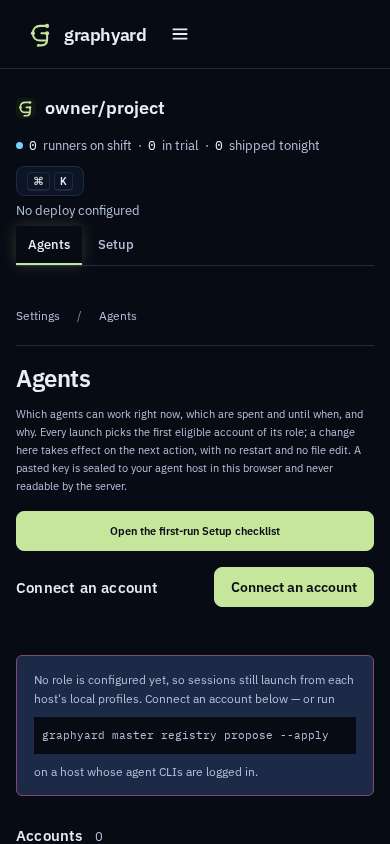 graphyard
owner/project
0 runners on shift · 0 in trial · 0 shipped tonight
⌘ K
No deploy configured
Agents Setup
Settings / Agents
Agents
Which agents can work right now, which are spent and until when, and
why. Every launch picks the first eligible account of its role; a change
here takes effect on the next action, with no restart and no file edit. A
pasted key is sealed to your agent host in this browser and never
readable by the server.
Open the first-run Setup checklist
Connect an account Connect an account
No role is configured yet, so sessions still launch from each
host's local profiles. Connect an account below — or run
graphyard master registry propose --apply
on a host whose agent CLIs are logged in.
Accounts 0